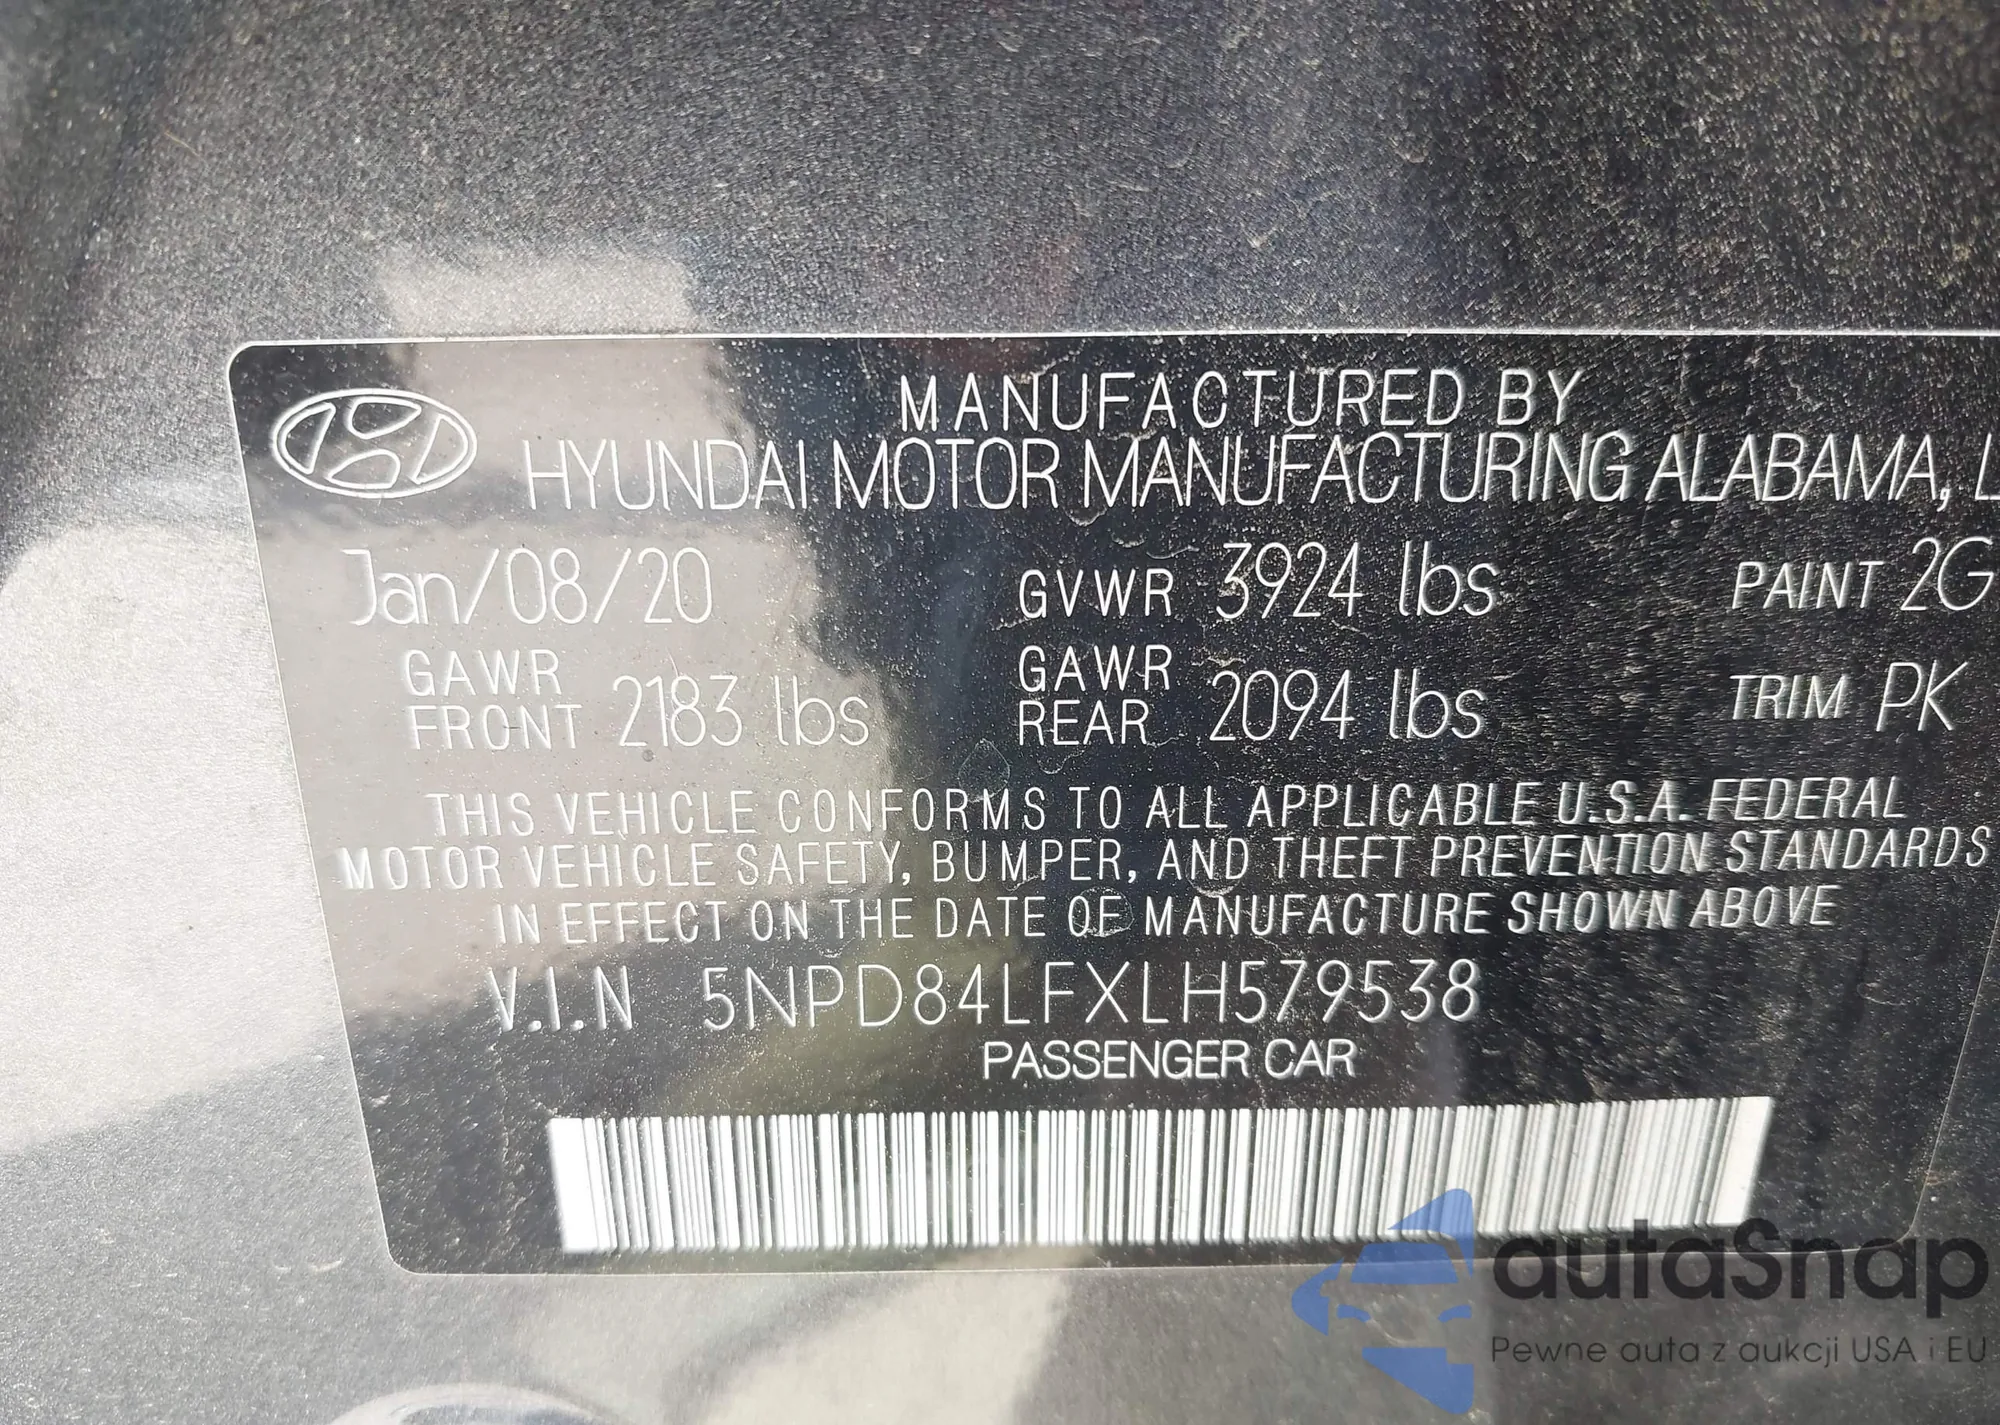 MANUFACTURED BY
HYUNDAI MOTOR MANUFACTURING ALABAMA, L
Jan/08/20 GVWR 3924 lbs PAINT 2G
GAWR FRONT 2183 lbs GAWR REAR 2094 lbs TRIM PK
THIS VEHICLE CONFORMS TO ALL APPLICABLE U.S.A. FEDERAL
MOTOR VEHICLE SAFETY, BUMPER, AND THEFT PREVENTION STANDARDS
IN EFFECT ON THE DATE OF MANUFACTURE SHOWN ABOVE
V.I.N 5NPD84LFXLH579538
PASSENGER CAR
autaSnap
Pewne auta z aukcji USA i EU